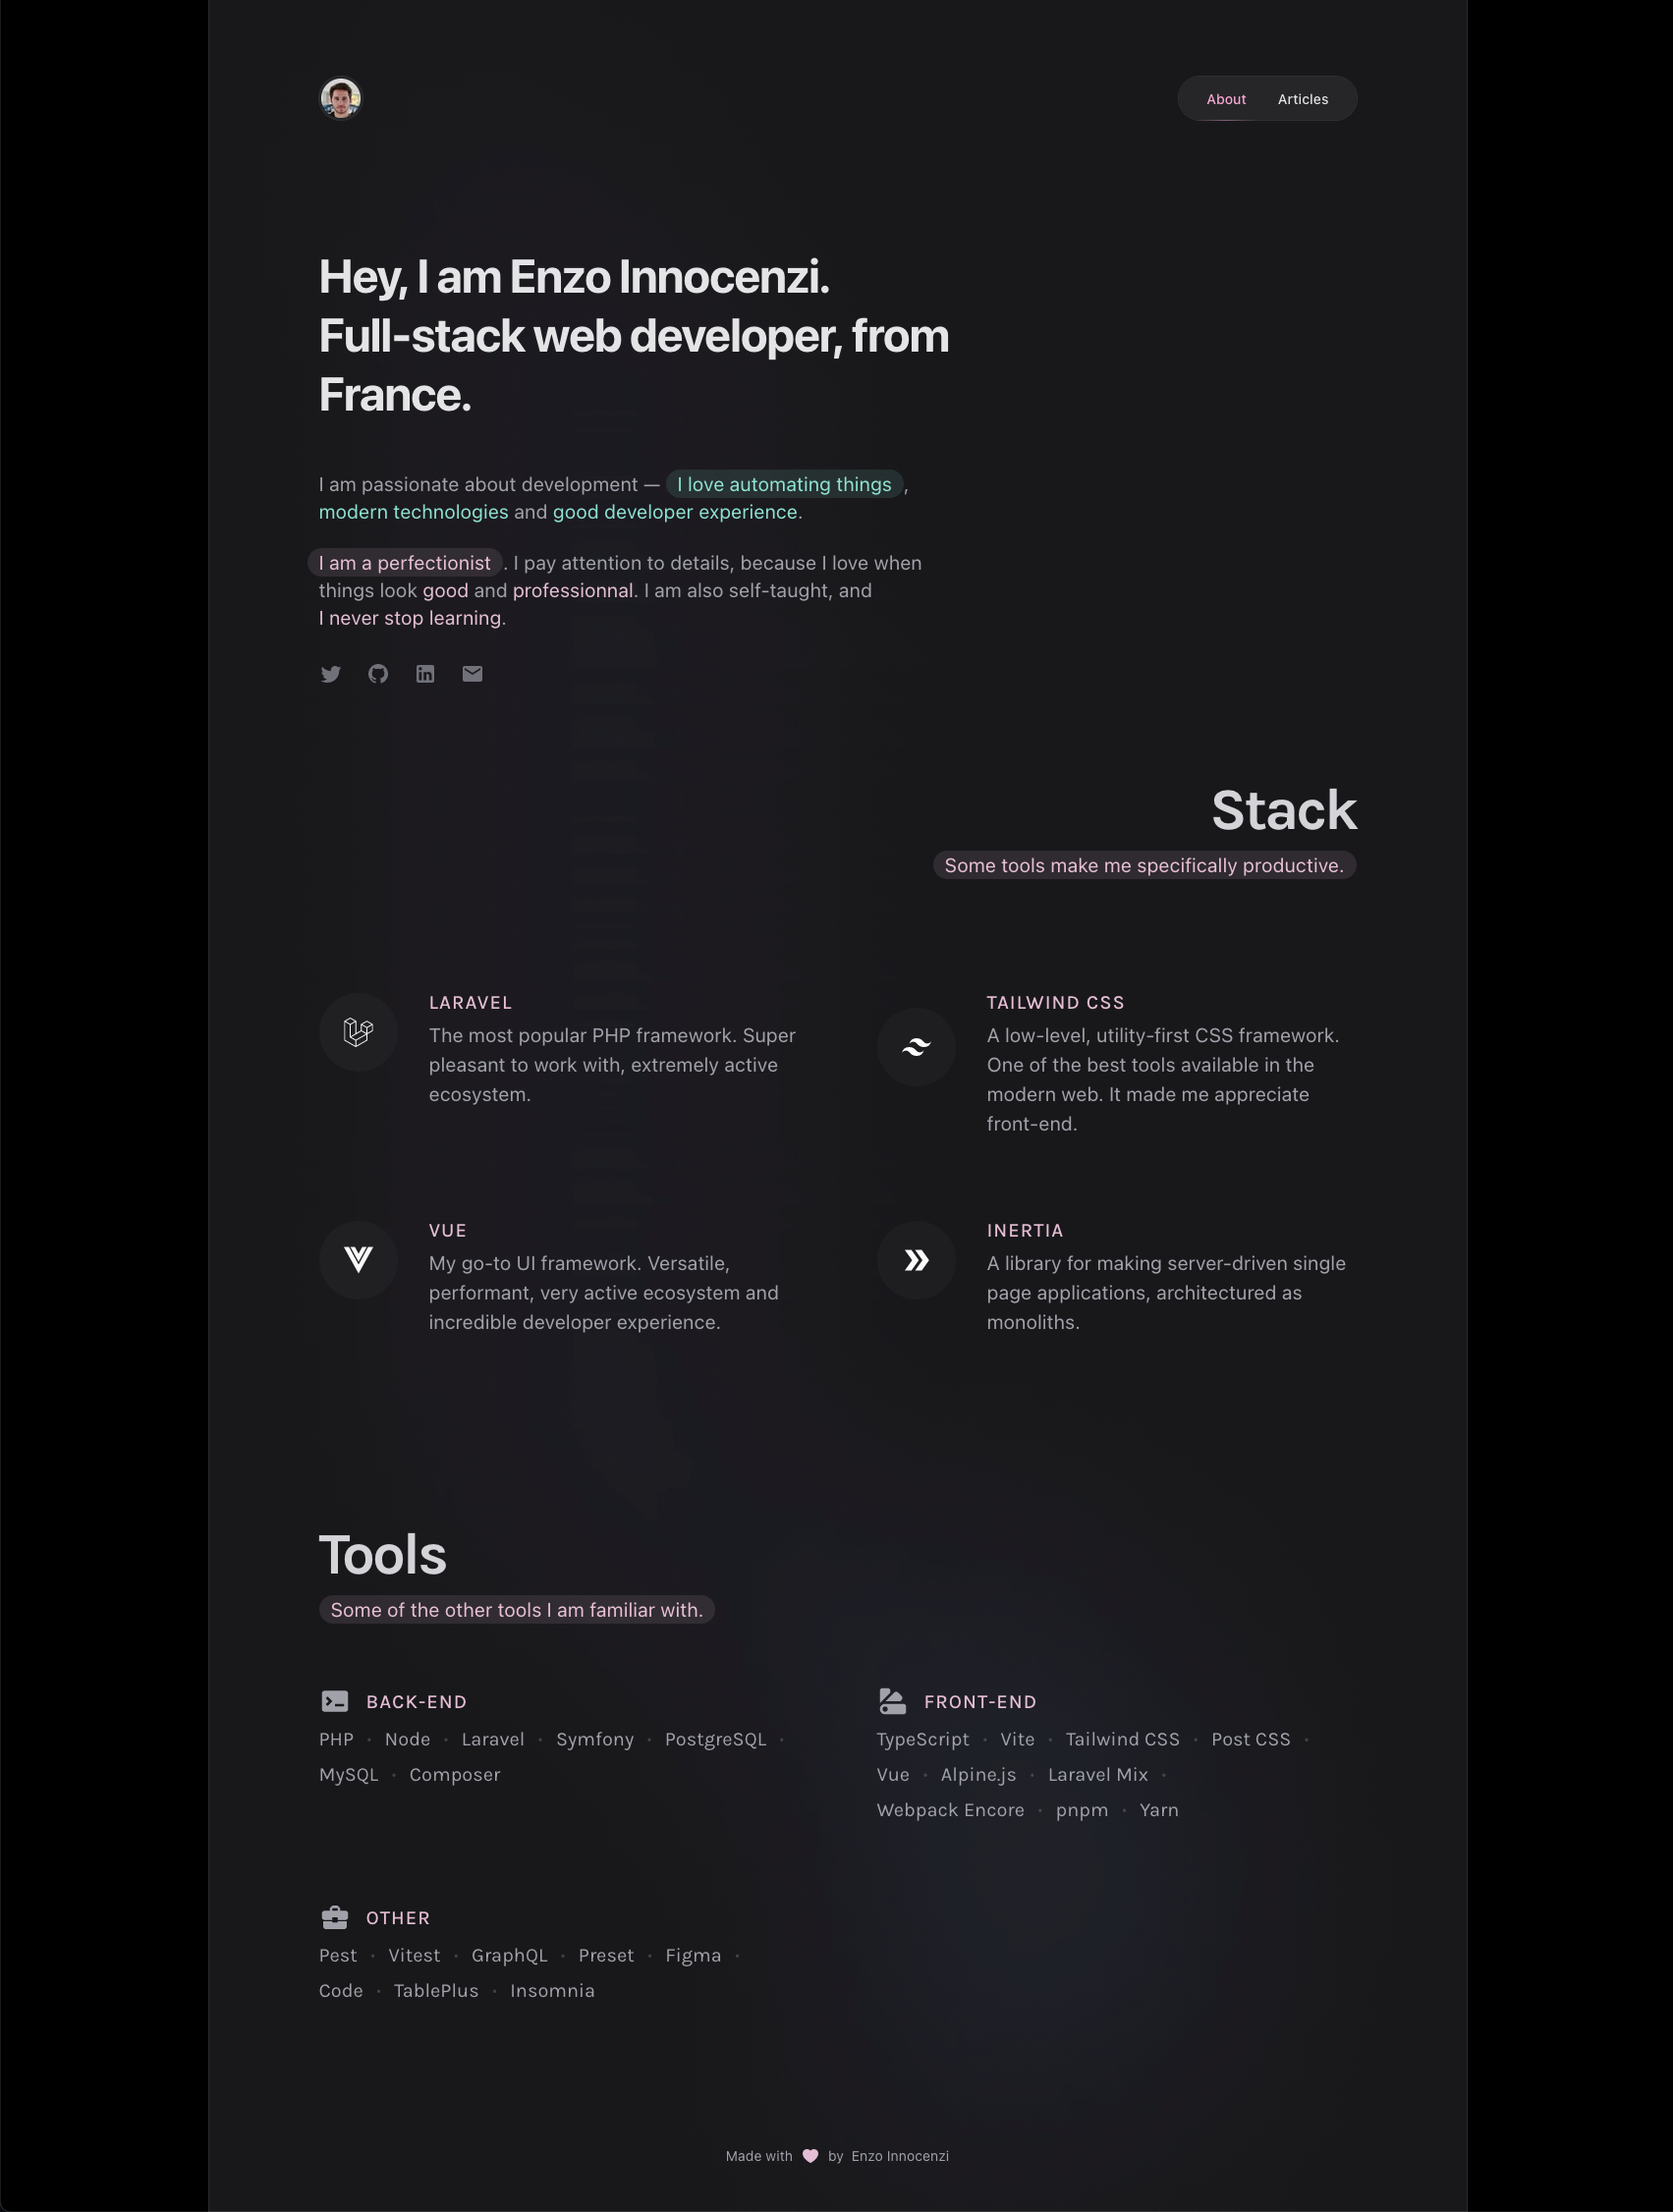 About Articles
Hey, I am Enzo Innocenzi.
Full-stack web developer, from
France.
I am passionate about development — I love automating things ,
modern technologies and good developer experience.
I am a perfectionist . I pay attention to details, because I love when
things look good and professionnal. I am also self-taught, and
I never stop learning.
Stack
Some tools make me specifically productive.
LARAVEL
The most popular PHP framework. Super
pleasant to work with, extremely active
ecosystem.
TAILWIND CSS
A low-level, utility-first CSS framework.
One of the best tools available in the
modern web. It made me appreciate
front-end.
VUE
My go-to UI framework. Versatile,
performant, very active ecosystem and
incredible developer experience.
INERTIA
A library for making server-driven single
page applications, architectured as
monoliths.
Tools
Some of the other tools I am familiar with.
BACK-END
PHP · Node · Laravel · Symfony · PostgreSQL ·
MySQL · Composer
FRONT-END
TypeScript · Vite · Tailwind CSS · Post CSS ·
Vue · Alpine.js · Laravel Mix ·
Webpack Encore · pnpm · Yarn
OTHER
Pest · Vitest · GraphQL · Preset · Figma ·
Code · TablePlus · Insomnia
Made with by Enzo Innocenzi